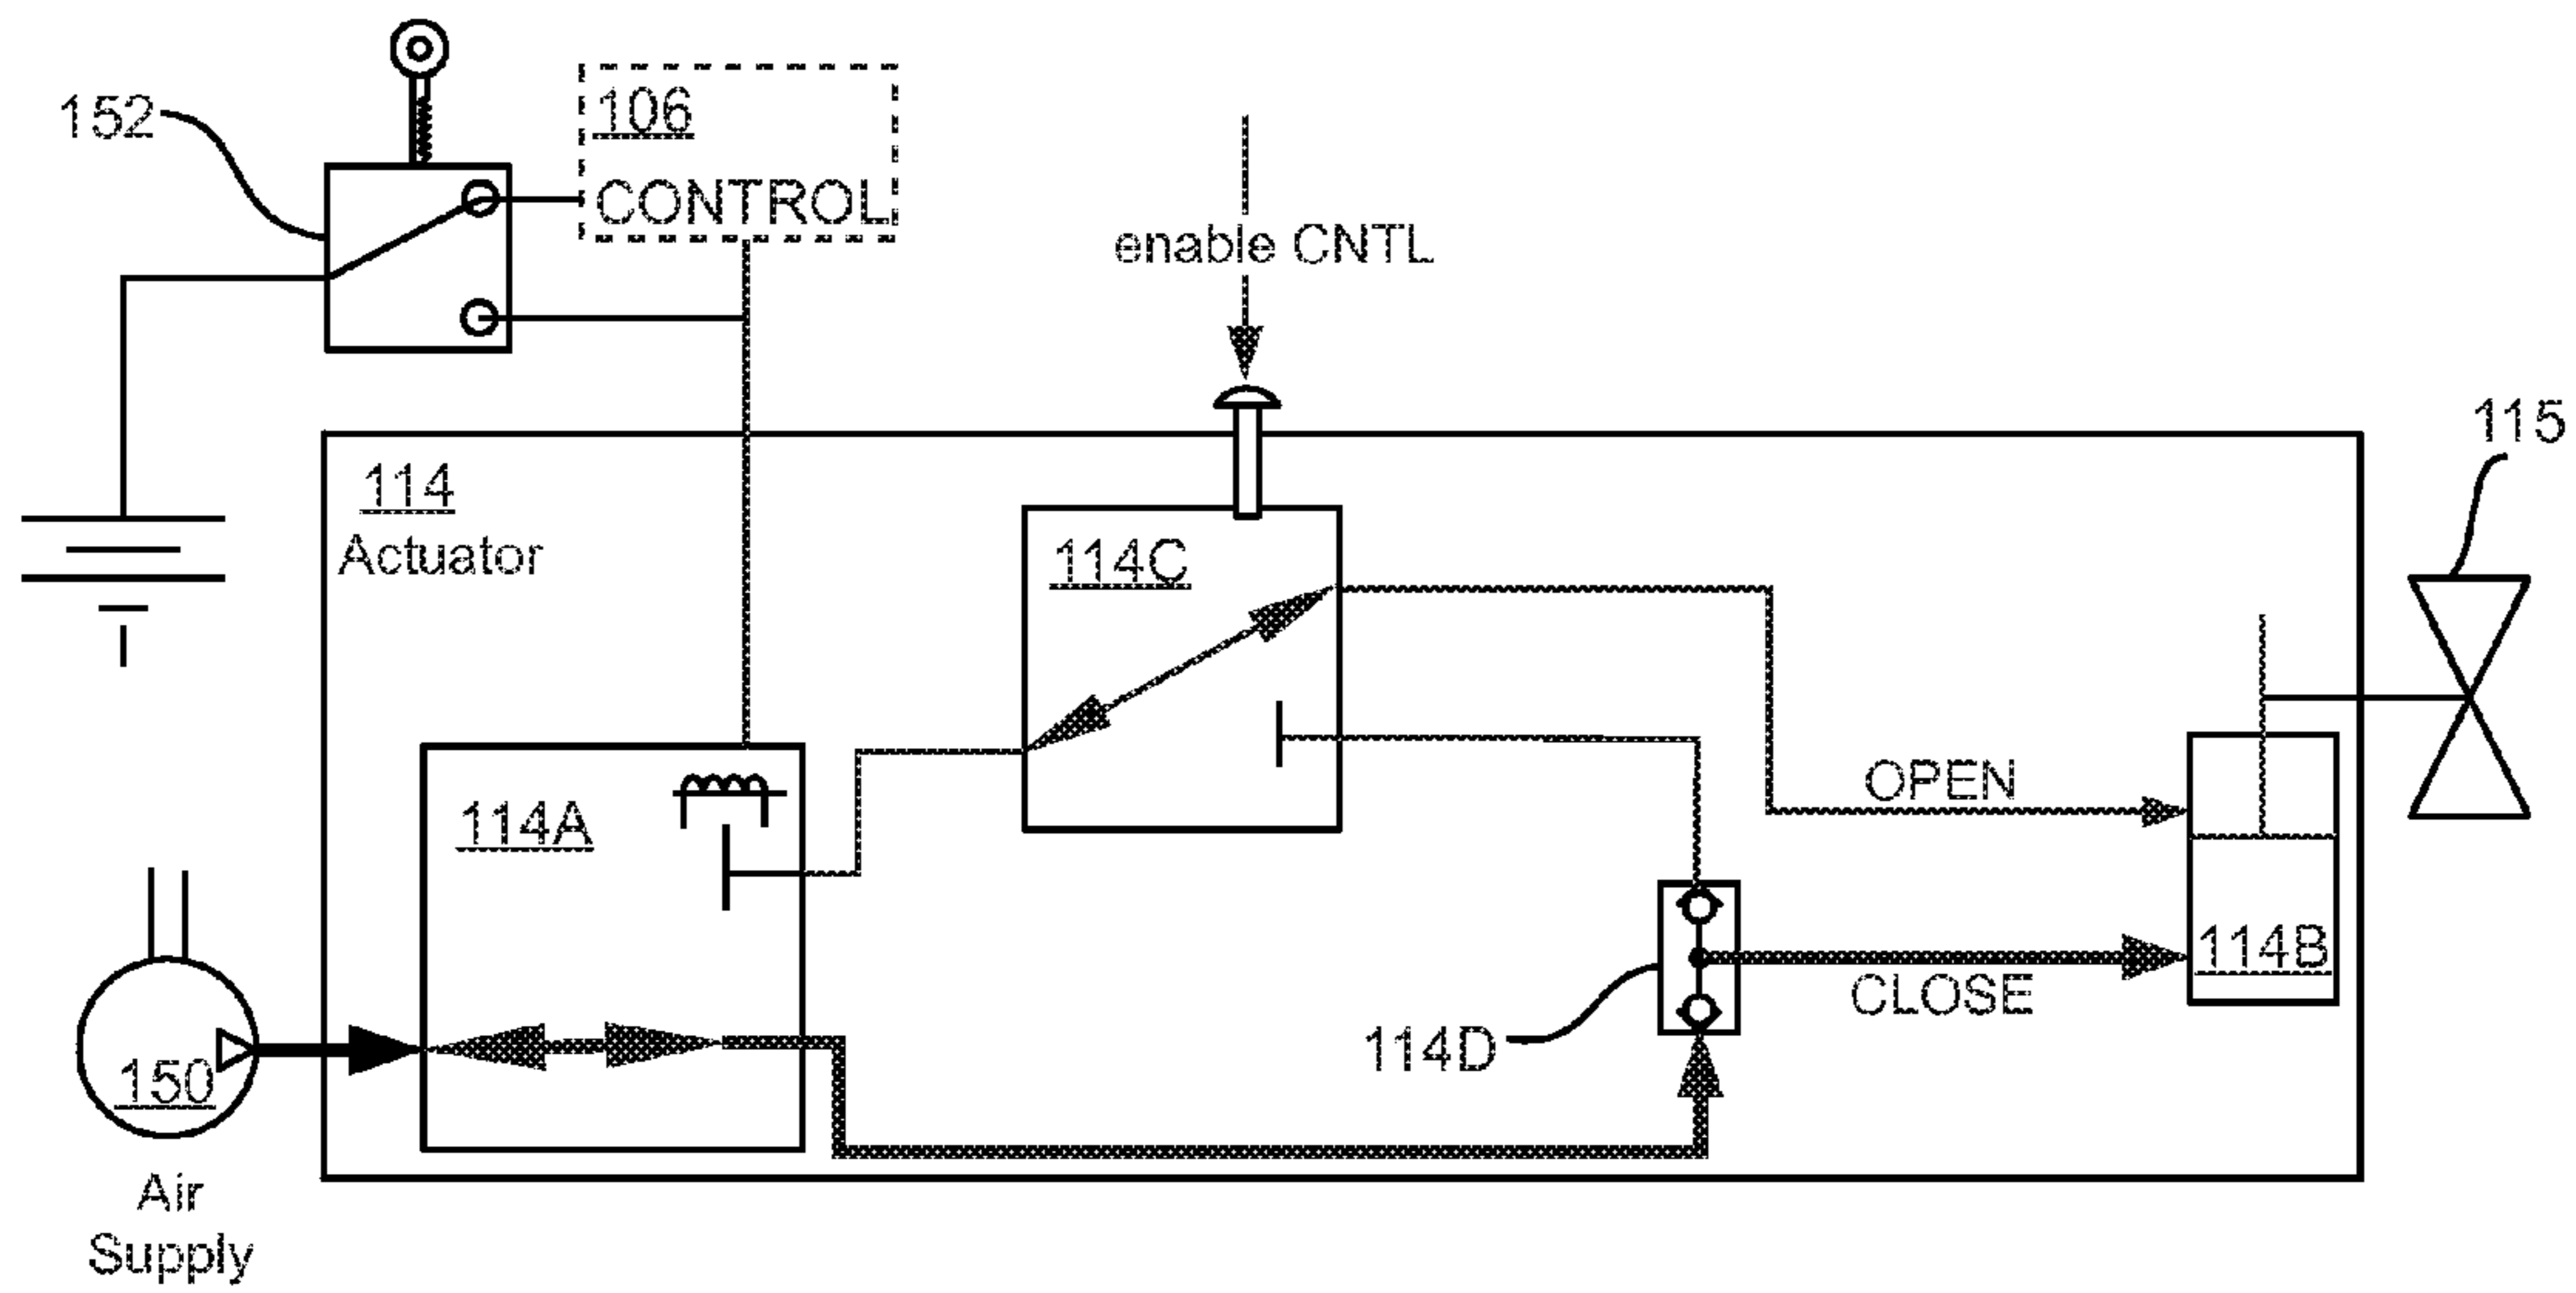 152
106
CONTROL
enable CNTL
115
114
Actuator
114C
114A
OPEN
114B
CLOSE
114D
150
Air
Supply